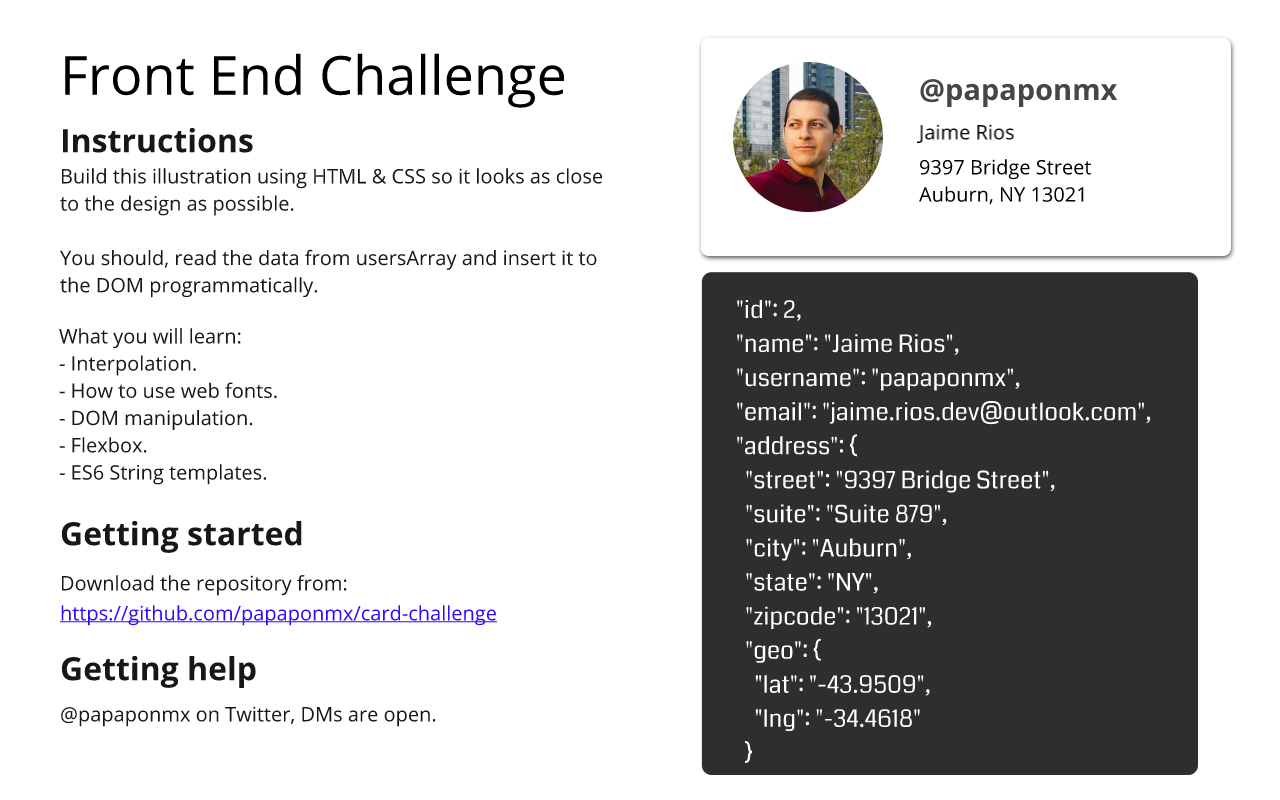 Front End Challenge
Instructions
Build this illustration using HTML & CSS so it looks as close
to the design as possible.
You should, read the data from usersArray and insert it to
the DOM programmatically.
What you will learn:
- Interpolation.
- How to use web fonts.
- DOM manipulation.
- Flexbox.
- ES6 String templates.
Getting started
Download the repository from:
https://github.com/papaponmx/card-challenge
Getting help
@papaponmx on Twitter, DMs are open.
@papaponmx
Jaime Rios
9397 Bridge Street
Auburn, NY 13021
"id": 2,
"name": "Jaime Rios",
"username": "papaponmx",
"email": "jaime.rios.dev@outlook.com",
"address": {
"street": "9397 Bridge Street",
"suite": "Suite 879",
"city": "Auburn",
"state": "NY",
"zipcode": "13021",
"geo": {
"lat": "-43.9509",
"lng": "-34.4618"
}